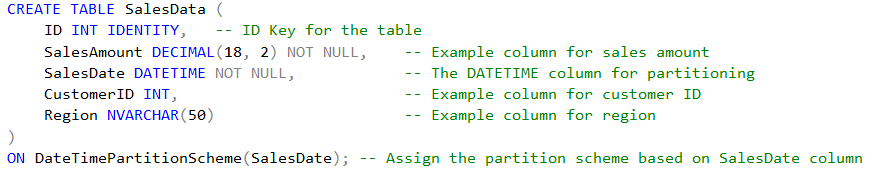 CREATE TABLE SalesData (
    ID INT IDENTITY,   -- ID Key for the table
    SalesAmount DECIMAL(18, 2) NOT NULL,    -- Example column for sales amount
    SalesDate DATETIME NOT NULL,            -- The DATETIME column for partitioning
    CustomerID INT,                         -- Example column for customer ID
    Region NVARCHAR(50)                     -- Example column for region
)
ON DateTimePartitionScheme(SalesDate); -- Assign the partition scheme based on SalesDate column